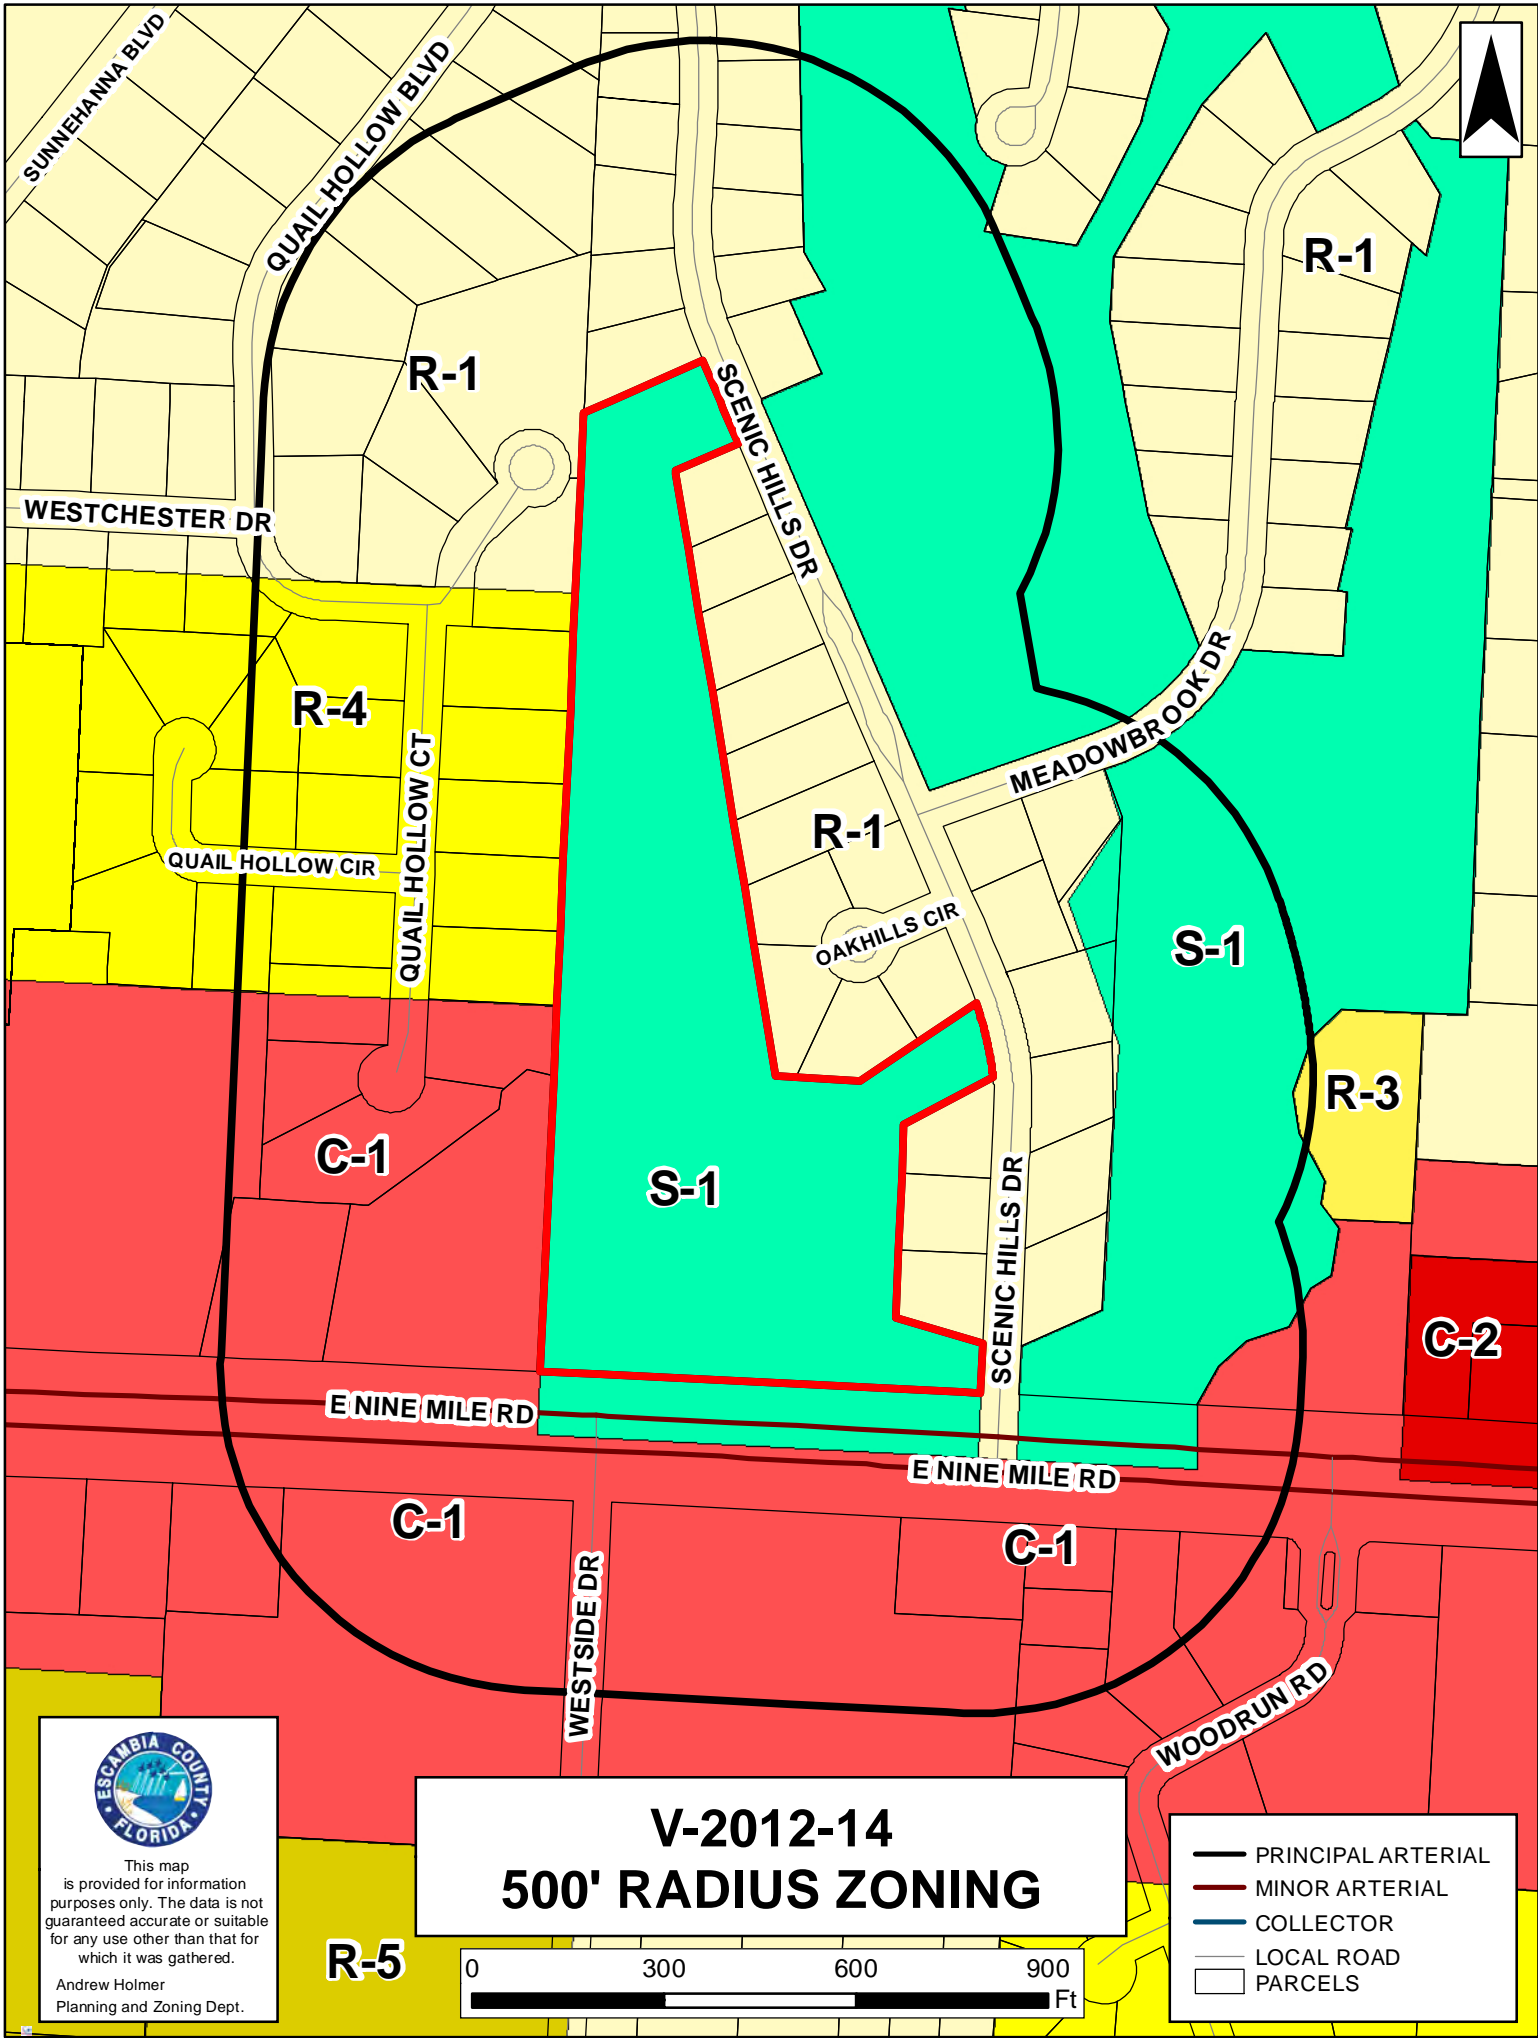 SUNNEHANNA BLVD
QUAIL HOLLOW BLVD
R-1
R-1
SCENIC HILLS DR
WESTCHESTER DR
R-4
MEADOWBROOK DR
QUAIL HOLLOW CT
R-1
QUAIL HOLLOW CIR
OAKHILLS CIR
S-1
R-3
C-1
S-1
SCENIC HILLS DR
C-2
E NINE MILE RD
E NINE MILE RD
C-1
C-1
WESTSIDE DR
WOODRUN RD
ESCAMBIA COUNTY
FLORIDA
This map
is provided for information
purposes only. The data is not
guaranteed accurate or suitable
for any use other than that for
which it was gathered.
Andrew Holmer
Planning and Zoning Dept.
R-5
V-2012-14
500' RADIUS ZONING
0 300 600 900
Ft
PRINCIPAL ARTERIAL
MINOR ARTERIAL
COLLECTOR
LOCAL ROAD
PARCELS